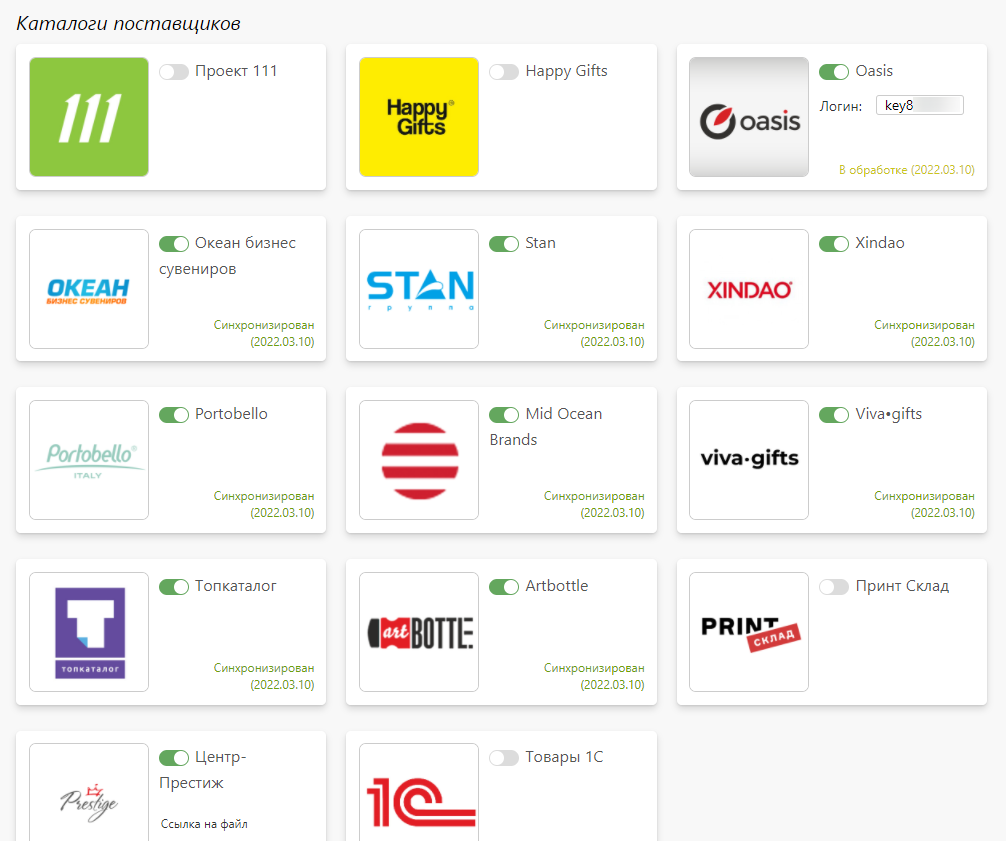 Каталоги поставщиков
111
Проект 111
Happy
Gifts
Happy Gifts
oasis
Oasis
Логин:
key8
В обработке (2022.03.10)
ОКЕАН
БИЗНЕС СУВЕНИРОВ
Океан бизнес
сувениров
Синхронизирован
(2022.03.10)
STAN
группа
Stan
Синхронизирован
(2022.03.10)
XINDAO
Xindao
Синхронизирован
(2022.03.10)
Portobello®
ITALY
Portobello
Синхронизирован
(2022.03.10)
Mid Ocean
Brands
Синхронизирован
(2022.03.10)
viva·gifts
Viva•gifts
Синхронизирован
(2022.03.10)
Т
ТОПКАТАЛОГ
Топкаталог
Синхронизирован
(2022.03.10)
art BOTTLE
Artbottle
Синхронизирован
(2022.03.10)
PRINT
СКЛАД
Принт Склад
Prestige
Центр-
Престиж
Ссылка на файл
1С
Товары 1С